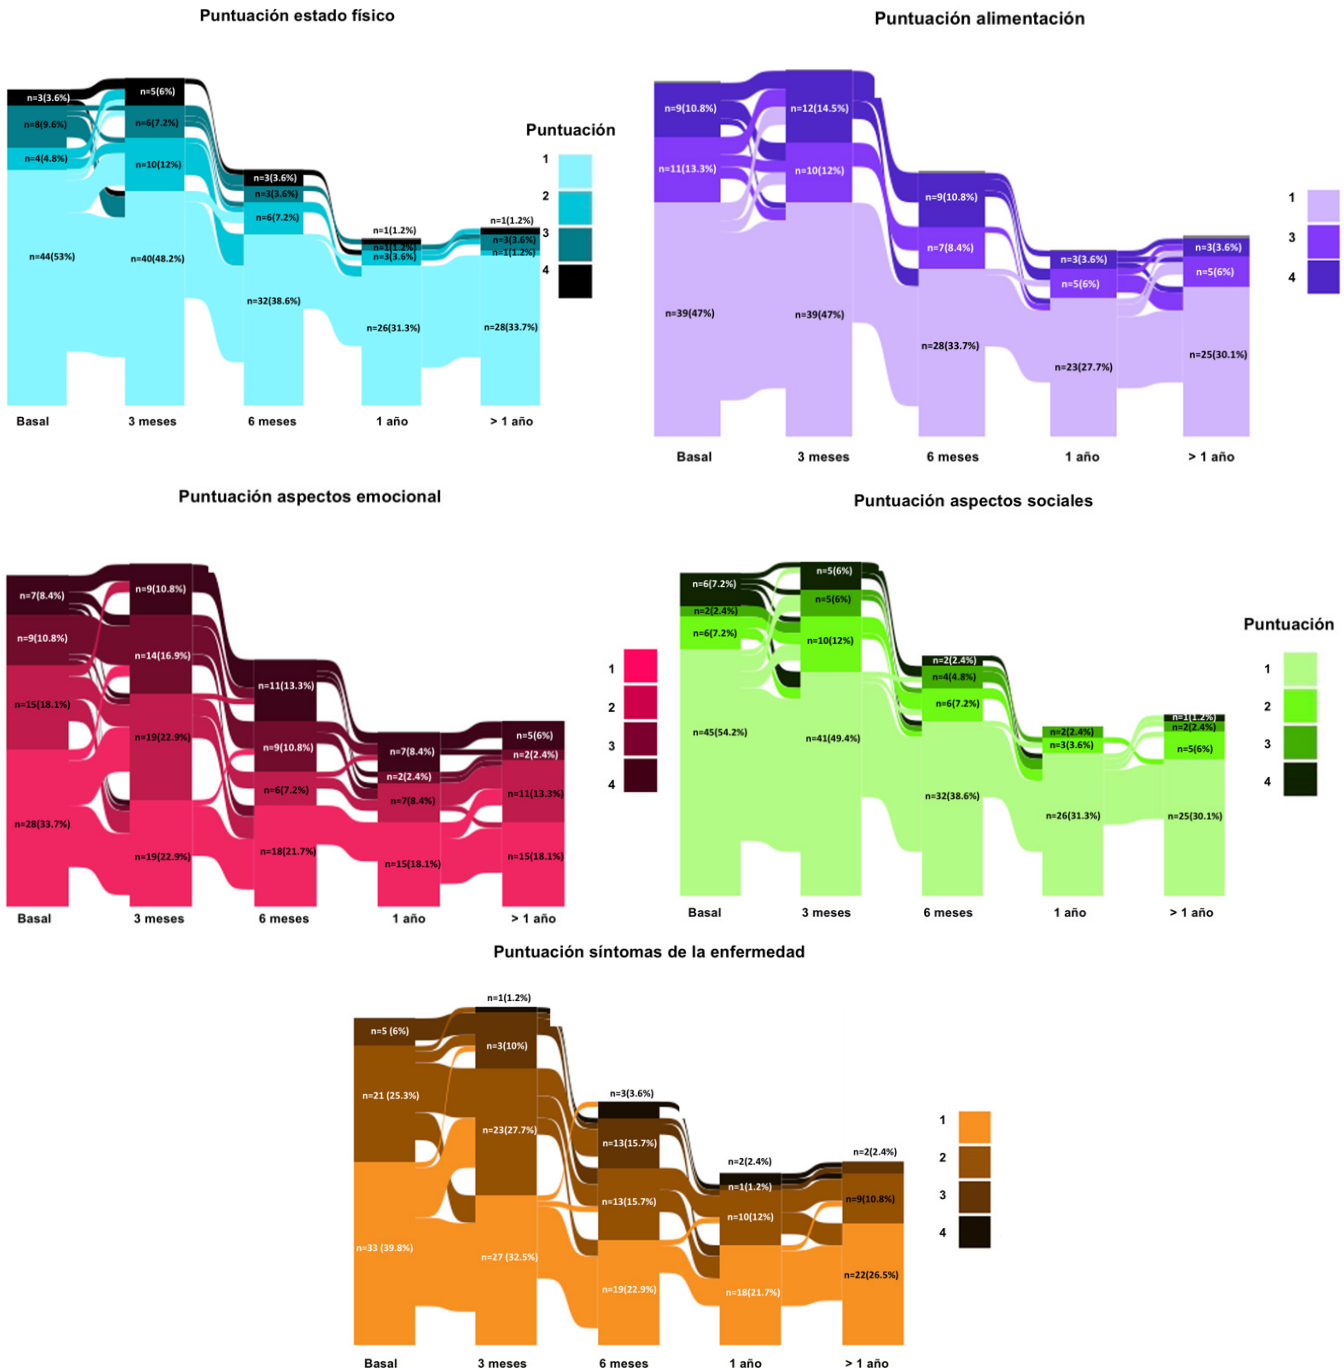 Puntuación estado físico
n=3(3.6%)
n=8(9.6%)
n=4(4.8%)
n=44(53%)
n=5(6%)
n=6(7.2%)
n=10(12%)
n=40(48.2%)
n=3(3.6%)
n=3(3.6%)
n=6(7.2%)
n=32(38.6%)
n=1(1.2%)
n=1(1.2%)
n=3(3.6%)
n=26(31.3%)
n=1(1.2%)
n=3(3.6%)
n=1(1.2%)
n=28(33.7%)
Basal 3 meses 6 meses 1 año > 1 año
Puntuación
1
2
3
4
Puntuación alimentación
n=9(10.8%)
n=11(13.3%)
n=39(47%)
n=12(14.5%)
n=10(12%)
n=39(47%)
n=9(10.8%)
n=7(8.4%)
n=28(33.7%)
n=3(3.6%)
n=5(6%)
n=23(27.7%)
n=3(3.6%)
n=5(6%)
n=25(30.1%)
Basal 3 meses 6 meses 1 año > 1 año
1
3
4
Puntuación aspectos emocional
n=7(8.4%)
n=9(10.8%)
n=15(18.1%)
n=28(33.7%)
n=9(10.8%)
n=14(16.9%)
n=19(22.9%)
n=19(22.9%)
n=11(13.3%)
n=9(10.8%)
n=6(7.2%)
n=18(21.7%)
n=7(8.4%)
n=2(2.4%)
n=7(8.4%)
n=15(18.1%)
n=5(6%)
n=2(2.4%)
n=11(13.3%)
n=15(18.1%)
Basal 3 meses 6 meses 1 año > 1 año
1
2
3
4
Puntuación aspectos sociales
n=6(7.2%)
n=2(2.4%)
n=6(7.2%)
n=45(54.2%)
n=5(6%)
n=5(6%)
n=10(12%)
n=41(49.4%)
n=2(2.4%)
n=4(4.8%)
n=6(7.2%)
n=32(38.6%)
n=2(2.4%)
n=3(3.6%)
n=26(31.3%)
n=1(1.2%)
n=2(2.4%)
n=5(6%)
n=25(30.1%)
Basal 3 meses 6 meses 1 año > 1 año
Puntuación
1
2
3
4
Puntuación síntomas de la enfermedad
n=5 (6%)
n=21 (25.3%)
n=33 (39.8%)
n=1(1.2%)
n=3(10%)
n=23(27.7%)
n=27 (32.5%)
n=3(3.6%)
n=13(15.7%)
n=13(15.7%)
n=19(22.9%)
n=2(2.4%)
n=1(1.2%)
n=10(12%)
n=18(21.7%)
n=2(2.4%)
n=9(10.8%)
n=22(26.5%)
Basal 3 meses 6 meses 1 año > 1 año
1
2
3
4